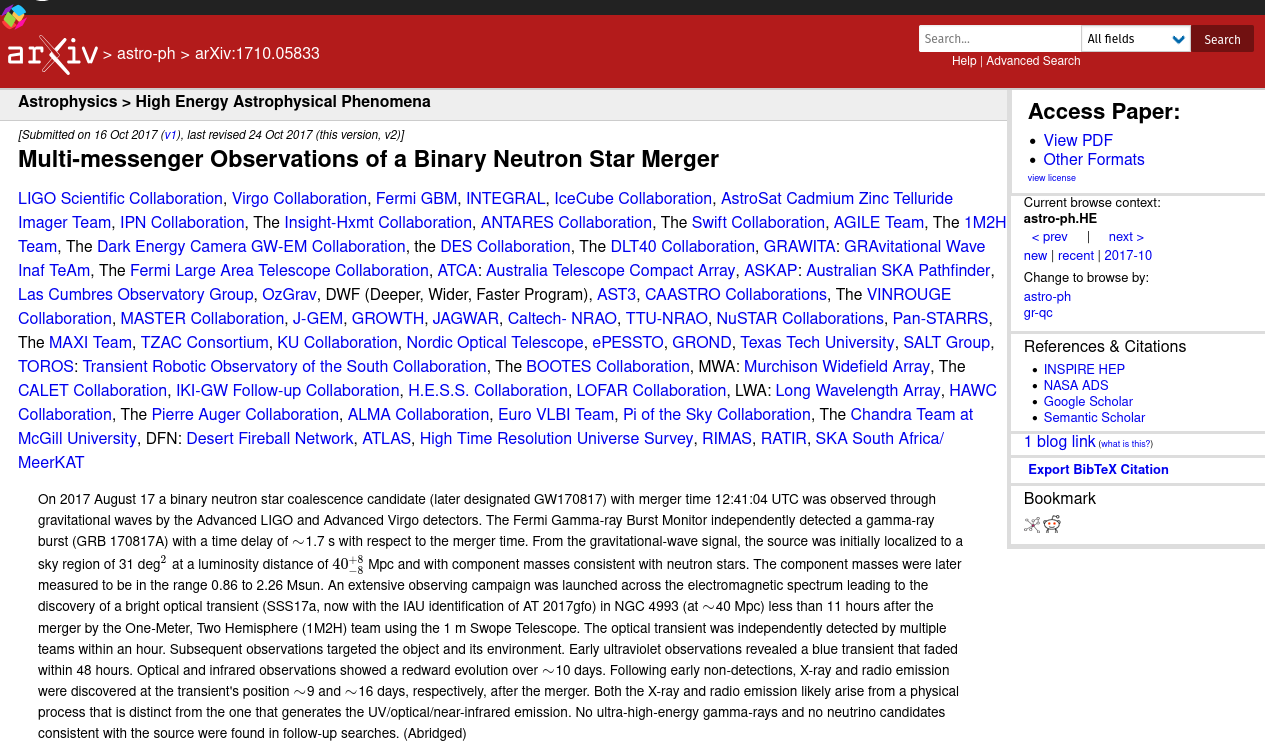 arXiv > astro-ph > arXiv:1710.05833
Search...
All fields
Search
Help | Advanced Search
Astrophysics > High Energy Astrophysical Phenomena
[Submitted on 16 Oct 2017 (v1), last revised 24 Oct 2017 (this version, v2)]
Multi-messenger Observations of a Binary Neutron Star Merger
LIGO Scientific Collaboration, Virgo Collaboration, Fermi GBM, INTEGRAL, IceCube Collaboration, AstroSat Cadmium Zinc Telluride
Imager Team, IPN Collaboration, The Insight-Hxmt Collaboration, ANTARES Collaboration, The Swift Collaboration, AGILE Team, The 1M2H
Team, The Dark Energy Camera GW-EM Collaboration, the DES Collaboration, The DLT40 Collaboration, GRAWITA: GRAvitational Wave
Inaf TeAm, The Fermi Large Area Telescope Collaboration, ATCA: Australia Telescope Compact Array, ASKAP: Australian SKA Pathfinder,
Las Cumbres Observatory Group, OzGrav, DWF (Deeper, Wider, Faster Program), AST3, CAASTRO Collaborations, The VINROUGE
Collaboration, MASTER Collaboration, J-GEM, GROWTH, JAGWAR, Caltech- NRAO, TTU-NRAO, NuSTAR Collaborations, Pan-STARRS,
The MAXI Team, TZAC Consortium, KU Collaboration, Nordic Optical Telescope, ePESSTO, GROND, Texas Tech University, SALT Group,
TOROS: Transient Robotic Observatory of the South Collaboration, The BOOTES Collaboration, MWA: Murchison Widefield Array, The
CALET Collaboration, IKI-GW Follow-up Collaboration, H.E.S.S. Collaboration, LOFAR Collaboration, LWA: Long Wavelength Array, HAWC
Collaboration, The Pierre Auger Collaboration, ALMA Collaboration, Euro VLBI Team, Pi of the Sky Collaboration, The Chandra Team at
McGill University, DFN: Desert Fireball Network, ATLAS, High Time Resolution Universe Survey, RIMAS, RATIR, SKA South Africa/
MeerKAT
On 2017 August 17 a binary neutron star coalescence candidate (later designated GW170817) with merger time 12:41:04 UTC was observed through
gravitational waves by the Advanced LIGO and Advanced Virgo detectors. The Fermi Gamma-ray Burst Monitor independently detected a gamma-ray
burst (GRB 170817A) with a time delay of ∼1.7 s with respect to the merger time. From the gravitational-wave signal, the source was initially localized to a
sky region of 31 deg² at a luminosity distance of 40⁺⁸₋₈ Mpc and with component masses consistent with neutron stars. The component masses were later
measured to be in the range 0.86 to 2.26 Msun. An extensive observing campaign was launched across the electromagnetic spectrum leading to the
discovery of a bright optical transient (SSS17a, now with the IAU identification of AT 2017gfo) in NGC 4993 (at ∼40 Mpc) less than 11 hours after the
merger by the One-Meter, Two Hemisphere (1M2H) team using the 1 m Swope Telescope. The optical transient was independently detected by multiple
teams within an hour. Subsequent observations targeted the object and its environment. Early ultraviolet observations revealed a blue transient that faded
within 48 hours. Optical and infrared observations showed a redward evolution over ∼10 days. Following early non-detections, X-ray and radio emission
were discovered at the transient's position ∼9 and ∼16 days, respectively, after the merger. Both the X-ray and radio emission likely arise from a physical
process that is distinct from the one that generates the UV/optical/near-infrared emission. No ultra-high-energy gamma-rays and no neutrino candidates
consistent with the source were found in follow-up searches. (Abridged)
Access Paper:
View PDF
Other Formats
view license
Current browse context:
astro-ph.HE
< prev | next >
new | recent | 2017-10
Change to browse by:
astro-ph
gr-qc
References & Citations
INSPIRE HEP
NASA ADS
Google Scholar
Semantic Scholar
1 blog link (what is this?)
Export BibTeX Citation
Bookmark